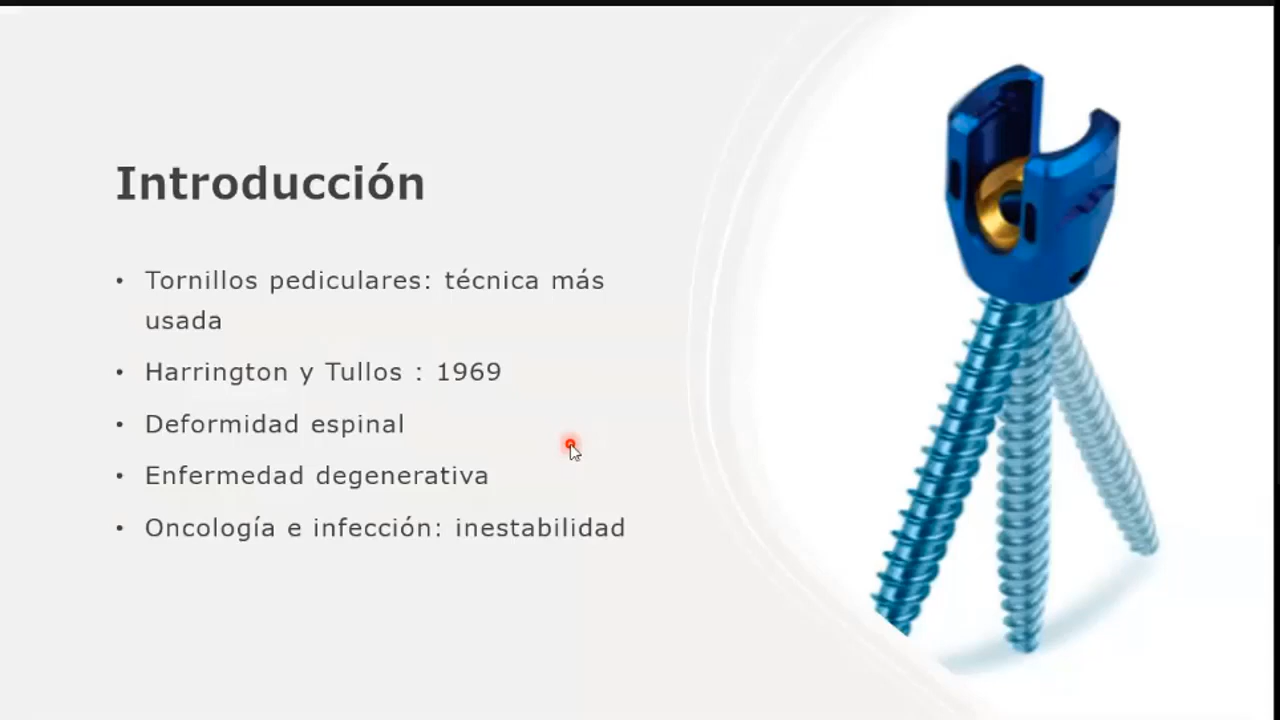 Introducción
• Tornillos pediculares: técnica más
usada
• Harrington y Tullos : 1969
• Deformidad espinal
• Enfermedad degenerativa
• Oncología e infección: inestabilidad